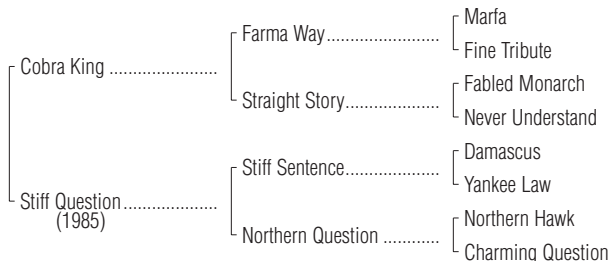 Marfa
Farma Way
Fine Tribute
Cobra King
Fabled Monarch
Straight Story
Never Understand
Damascus
Stiff Sentence
Yankee Law
Stiff Question
(1985)
Northern Hawk
Northern Question
Charming Question